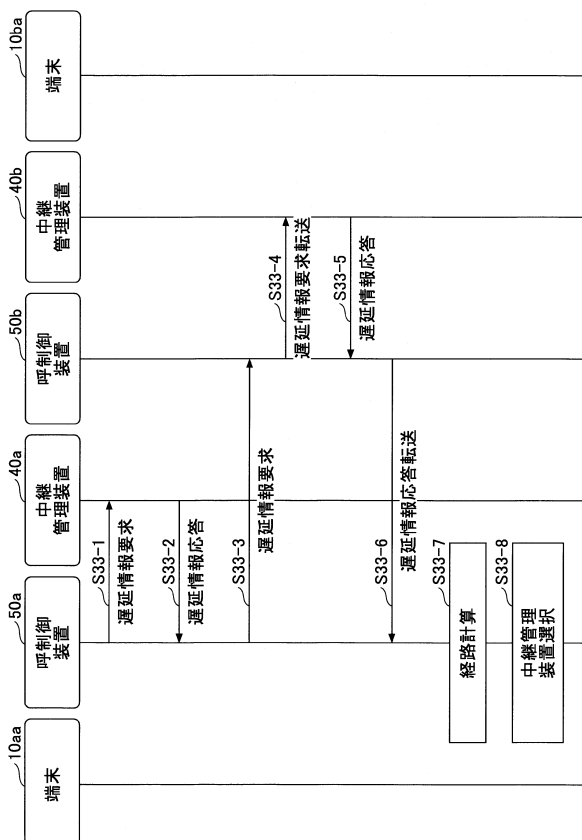 10aa
端末
50a
呼制御
装置
40a
中継
管理装置
50b
呼制御
装置
40b
中継
管理装置
10ba
端末
S33-1
遅延情報要求
S33-2
遅延情報応答
S33-3
遅延情報要求
S33-4
遅延情報要求転送
S33-5
遅延情報応答
S33-6
遅延情報応答転送
S33-7
経路計算
S33-8
中継管理
装置選択